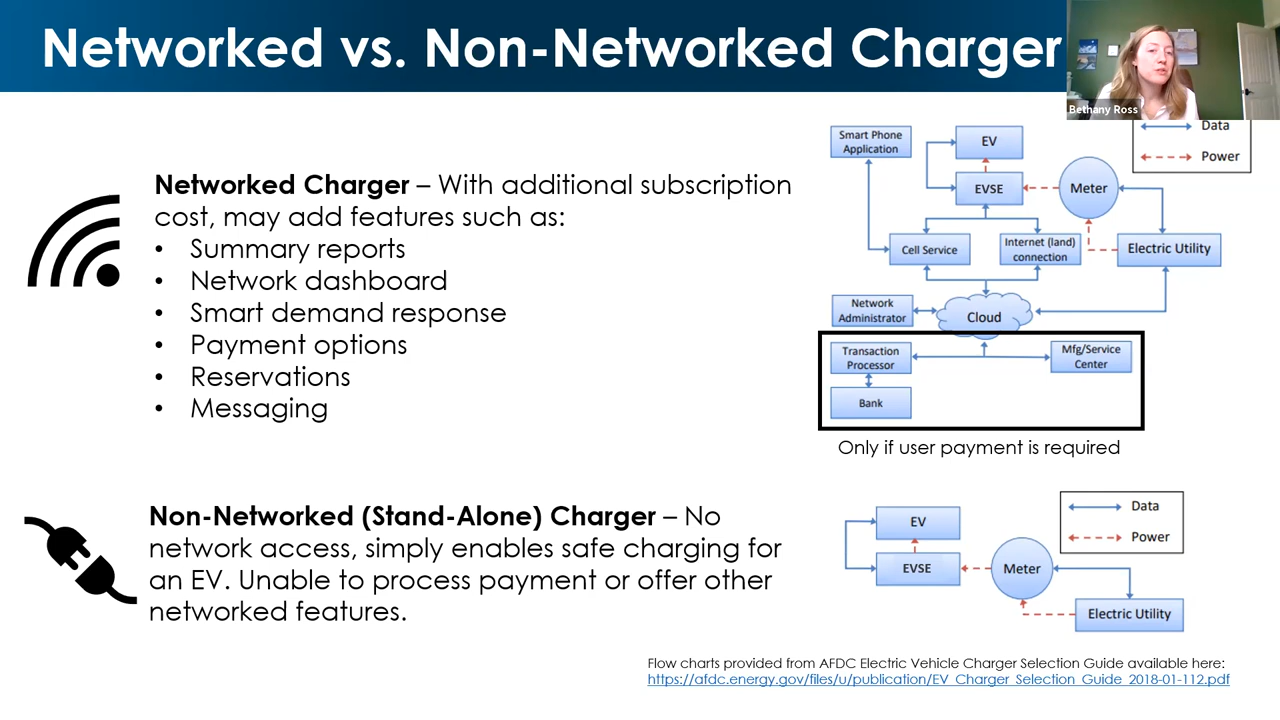 Networked vs. Non-Networked Charger
Bethany Ross
Networked Charger – With additional subscription
cost, may add features such as:
• Summary reports
• Network dashboard
• Smart demand response
• Payment options
• Reservations
• Messaging
Data
Power
Smart Phone
Application
EV
EVSE
Meter
Cell Service
Internet (land)
connection
Electric Utility
Network
Administrator
Cloud
Transaction
Processor
Mfg/Service
Center
Bank
Only if user payment is required
Non-Networked (Stand-Alone) Charger – No
network access, simply enables safe charging for
an EV. Unable to process payment or offer other
networked features.
Data
Power
EV
EVSE
Meter
Electric Utility
Flow charts provided from AFDC Electric Vehicle Charger Selection Guide available here:
https://afdc.energy.gov/files/u/publication/EV_Charger_Selection_Guide_2018-01-112.pdf